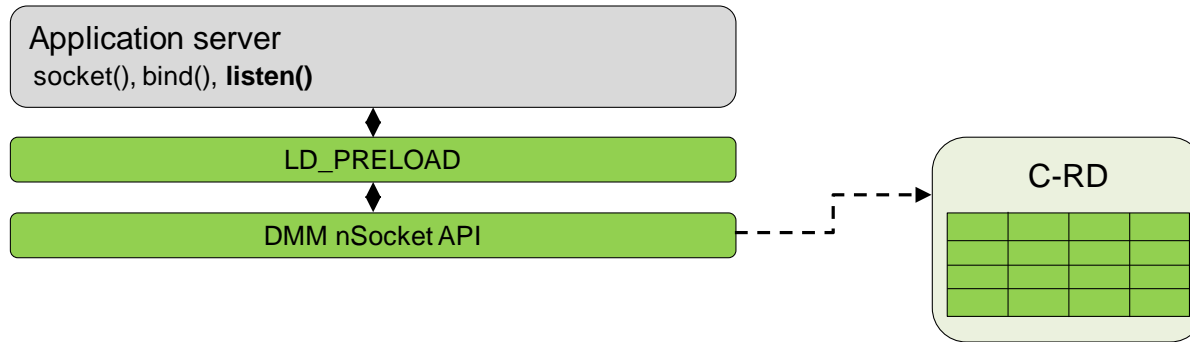 Application server
socket(), bind(), listen()
LD_PRELOAD
DMM nSocket API
C-RD